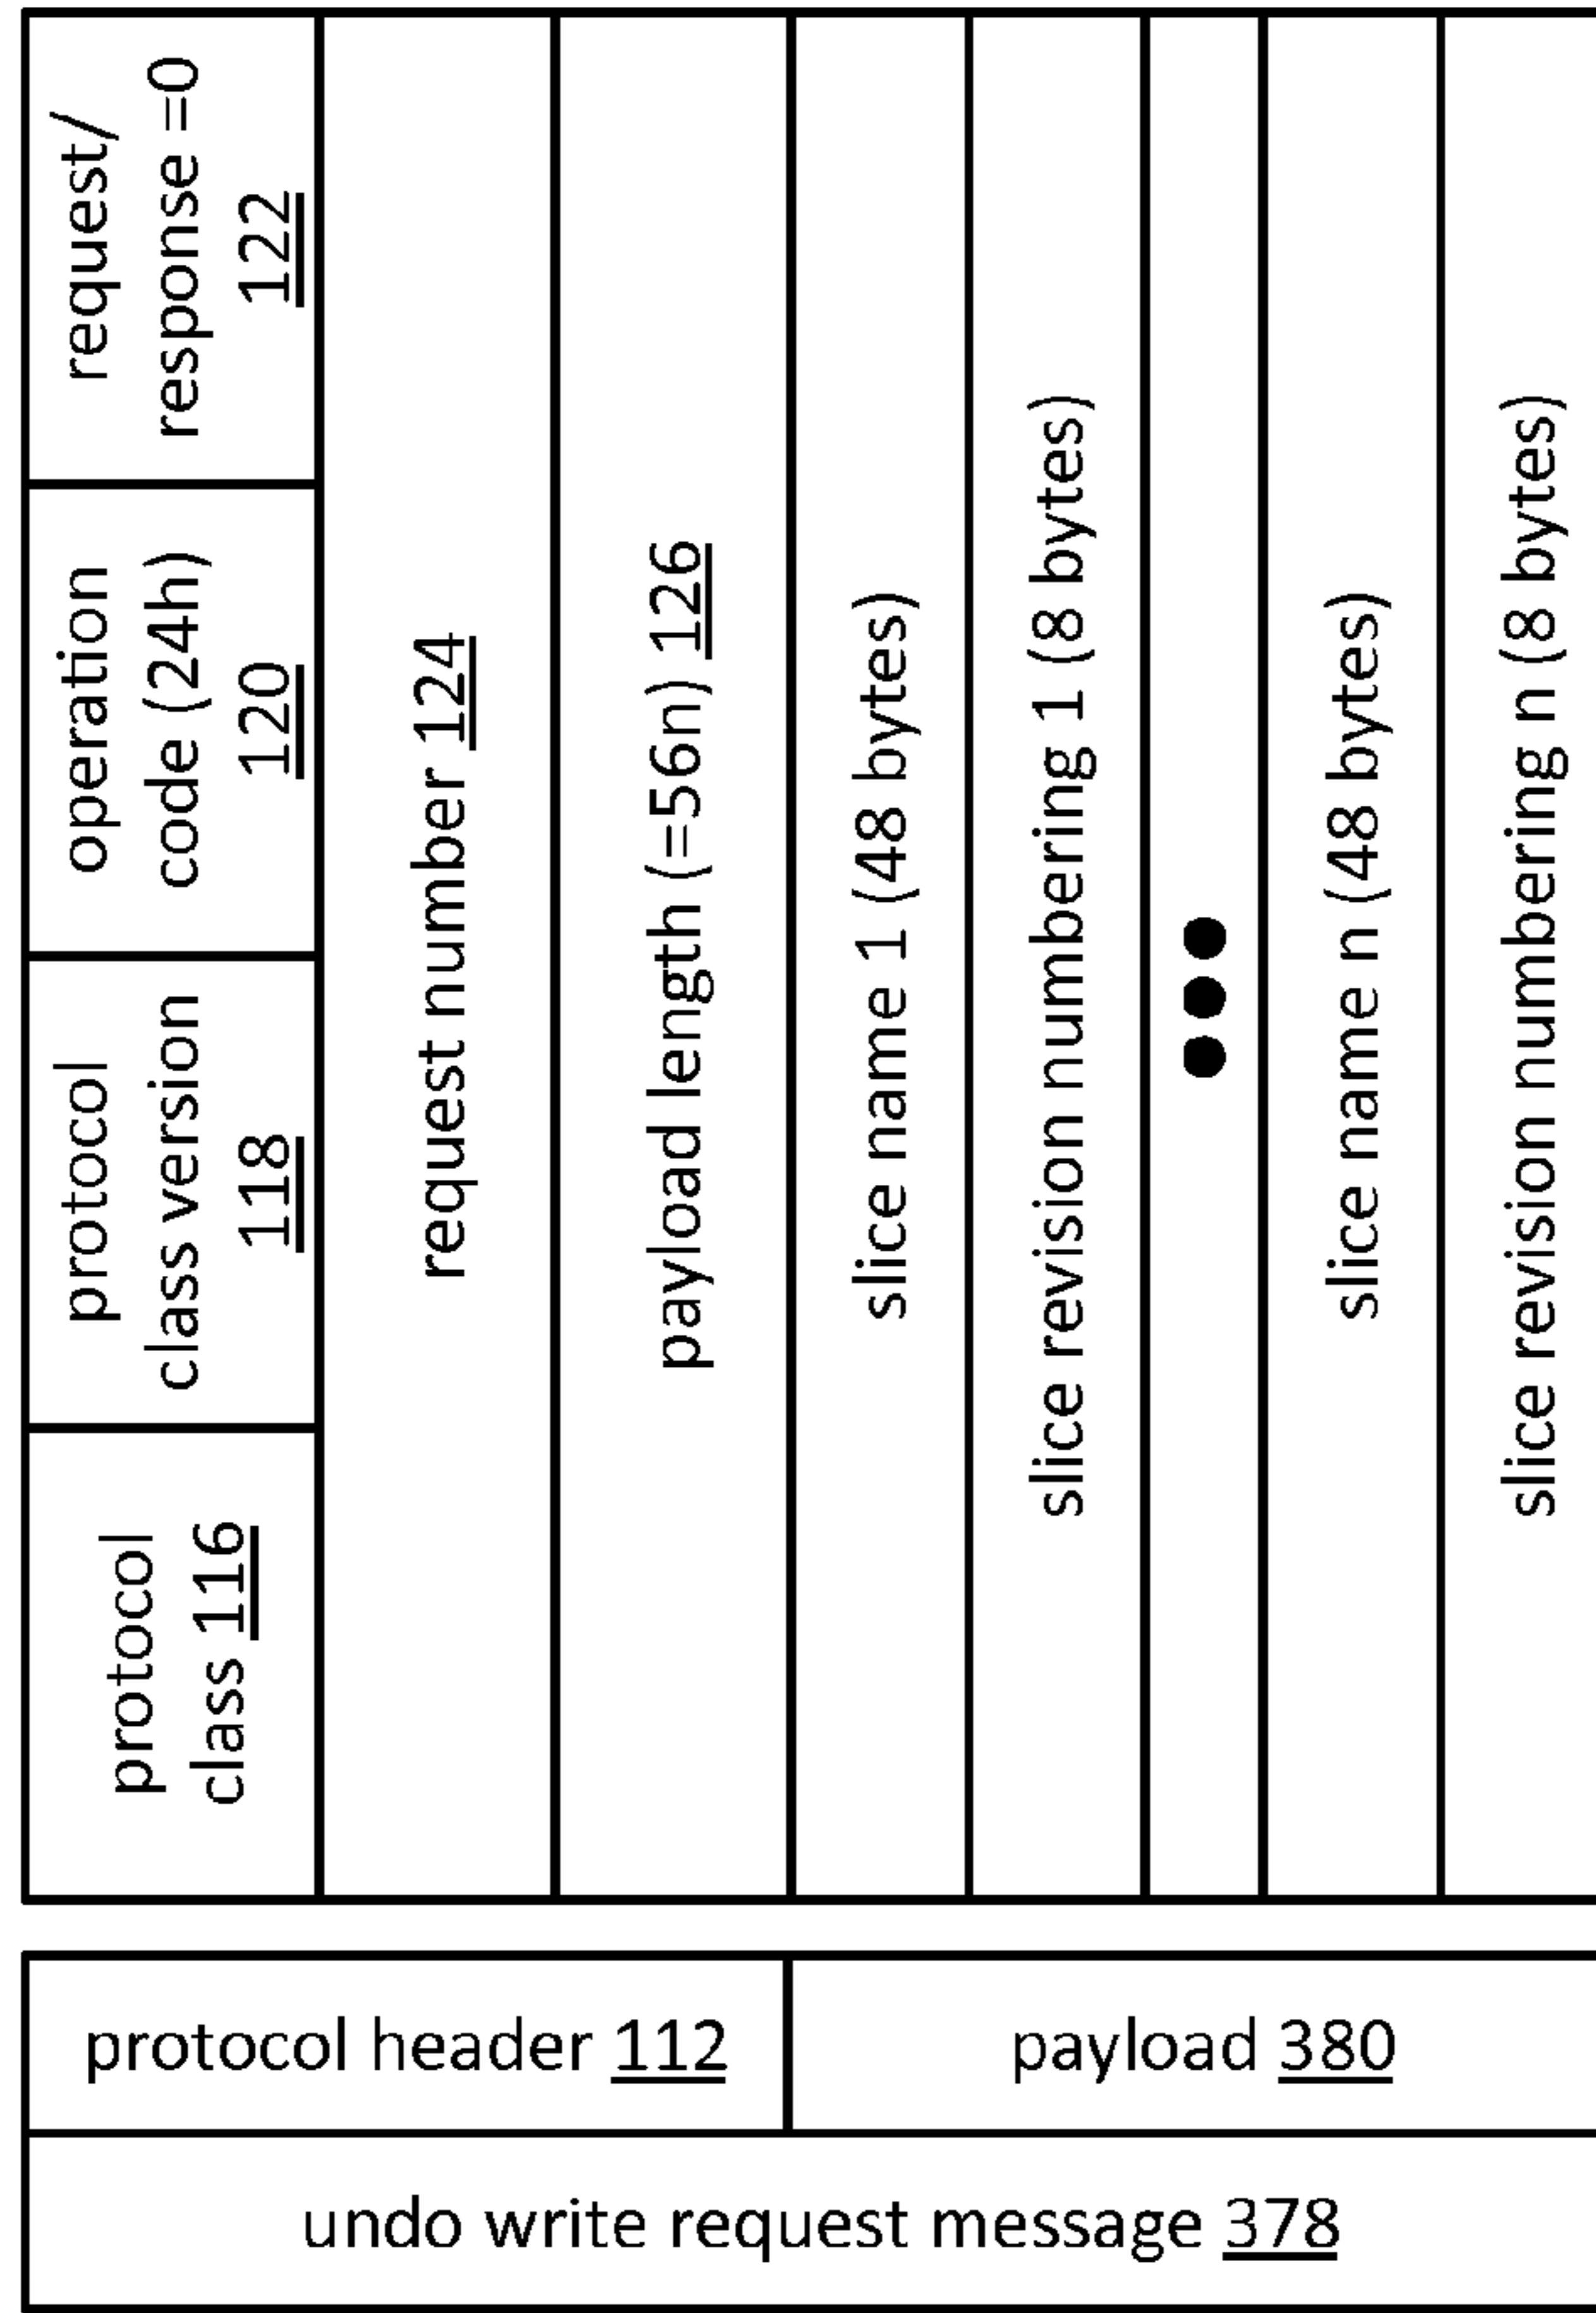 protocol
class 116
protocol
class version
118
operation
code (24h)
120
request/
response =0
122
request number 124
payload length (=56n) 126
slice name 1 (48 bytes)
slice revision numbering 1 (8 bytes)
slice name n (48 bytes)
slice revision numbering n (8 bytes)
protocol header 112
payload 380
undo write request message 378